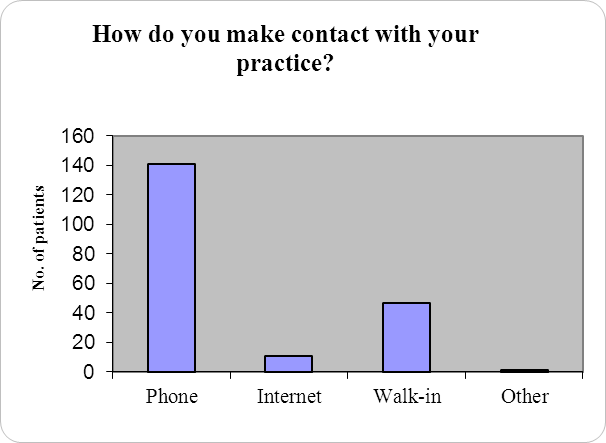 How do you make contact with your
practice?
No. of patients
160
140
120
100
80
60
40
20
0
Phone Internet Walk-in Other